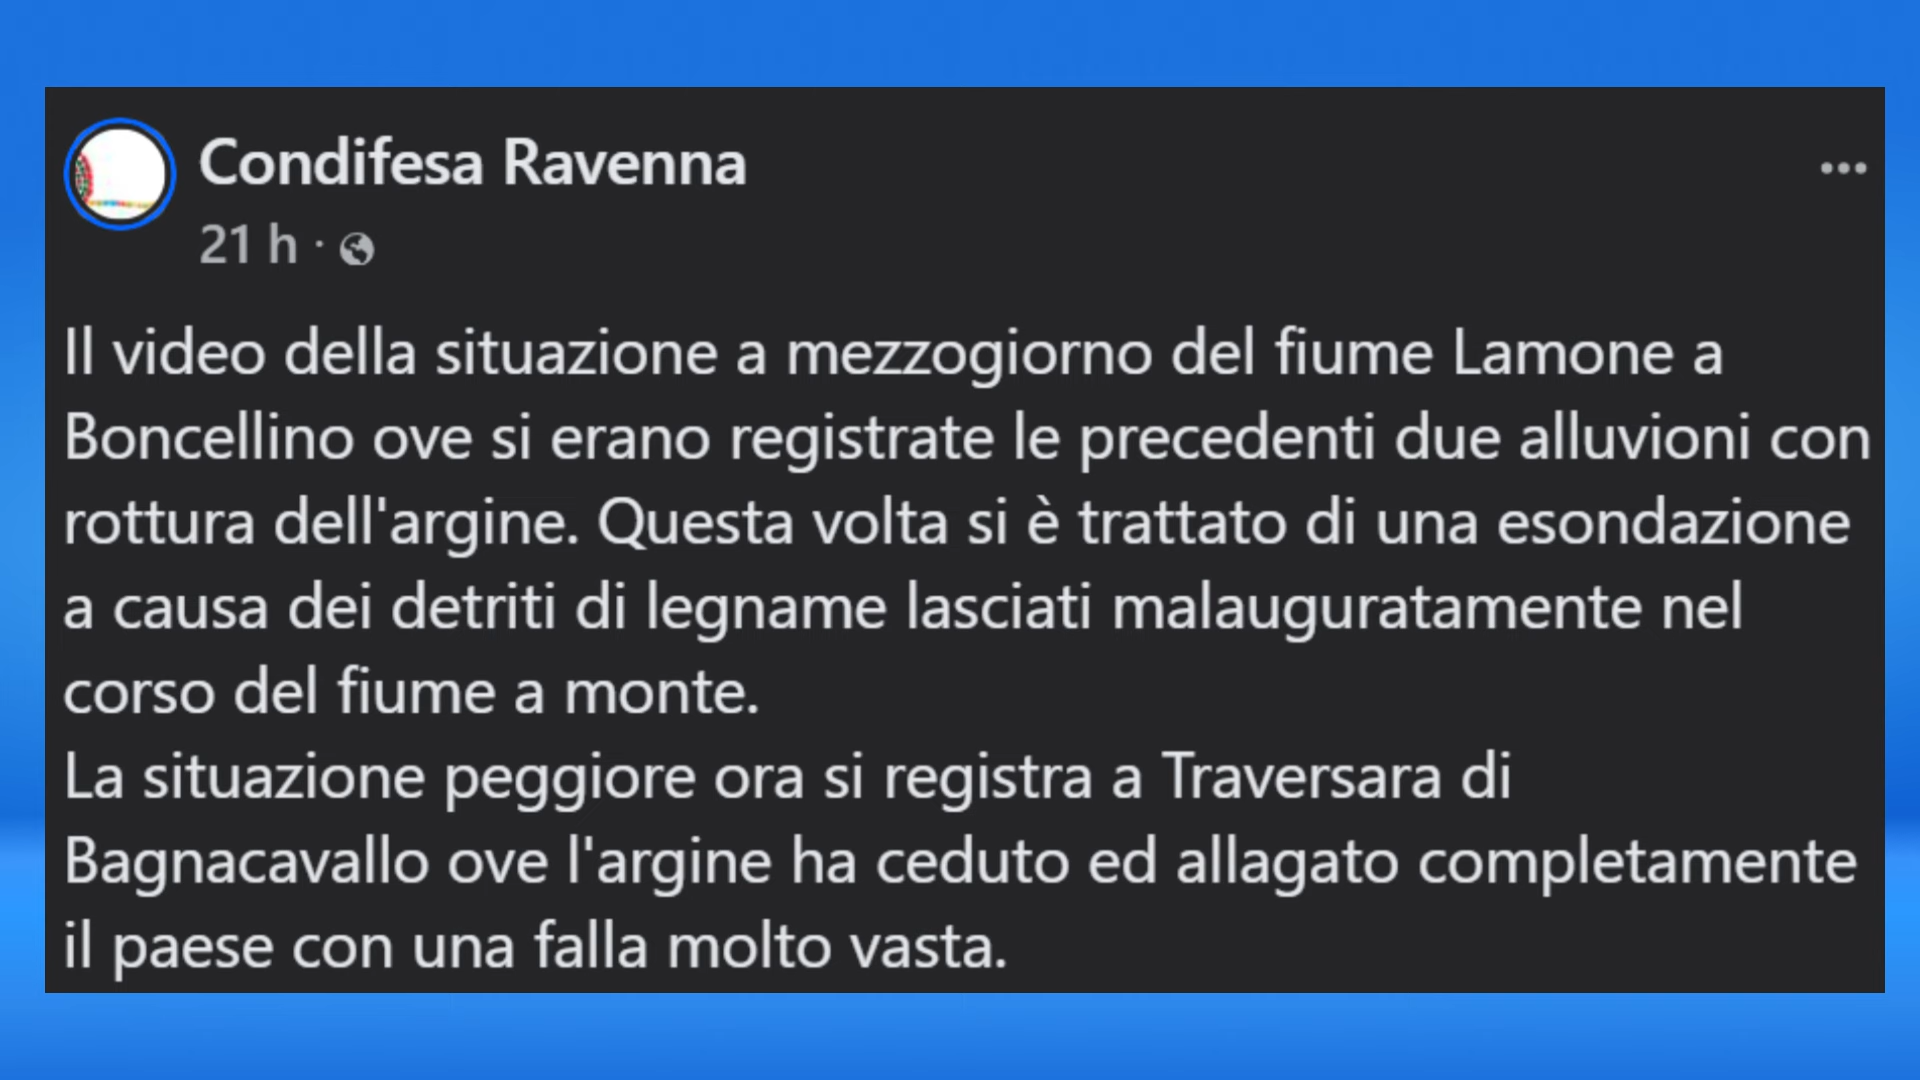 Condifesa Ravenna
21 h ·
Il video della situazione a mezzogiorno del fiume Lamone a
Boncellino ove si erano registrate le precedenti due alluvioni con
rottura dell'argine. Questa volta si è trattato di una esondazione
a causa dei detriti di legname lasciati malauguratamente nel
corso del fiume a monte.
La situazione peggiore ora si registra a Traversara di
Bagnacavallo ove l'argine ha ceduto ed allagato completamente
il paese con una falla molto vasta.